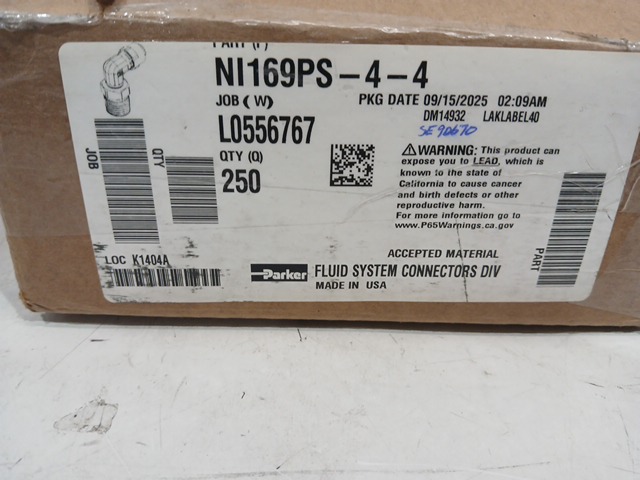 PART (P)
NI169PS-4-4
JOB (W)
PKG DATE 09/15/2025 02:09AM
DM14932 LAKLABEL40
L0556767
SE90670
QTY (Q)
250
WARNING: This product can
expose you to LEAD, which is
known to the state of
California to cause cancer
and birth defects or other
reproductive harm.
For more information go to
www.P65Warnings.ca.gov
JOB
QTY
PART
LOC K1404A
ACCEPTED MATERIAL
Parker FLUID SYSTEM CONNECTORS DIV
MADE IN USA